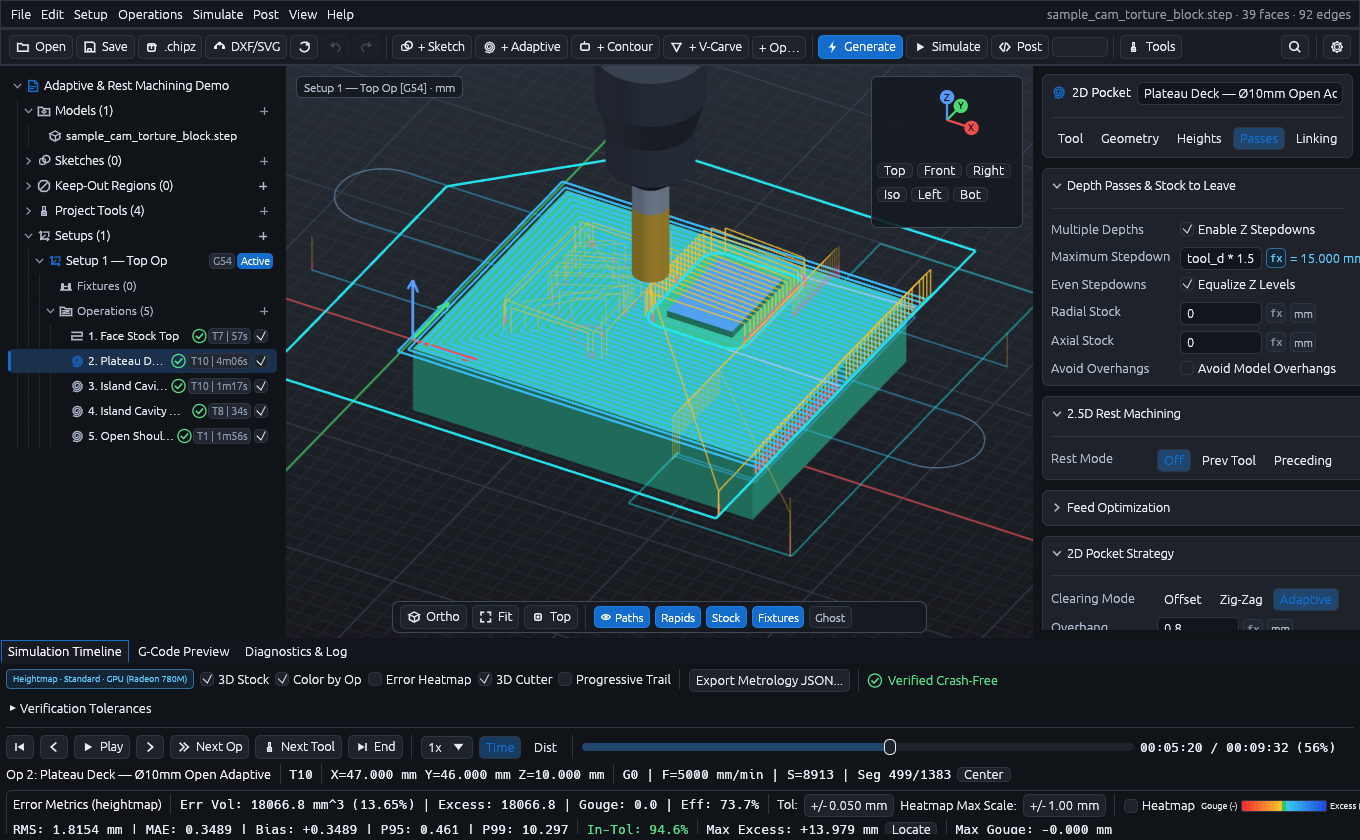 File Edit Setup Operations Simulate Post View Help
sample_cam_torture_block.step · 39 faces · 92 edges
Open Save .chipz DXF/SVG + Sketch + Adaptive + Contour + V-Carve + Op... Generate Simulate Post Tools
Adaptive & Rest Machining Demo
Models (1) +
sample_cam_torture_block.step
Sketches (0) +
Keep-Out Regions (0) +
Project Tools (4) +
Setups (1) +
Setup 1 — Top Op G54 Active
Fixtures (0)
Operations (5) +
1. Face Stock Top T7 | 57s
2. Plateau D... T10 | 4m06s
3. Island Cavi... T10 | 1m17s
4. Island Cavity ... T8 | 34s
5. Open Shoul... T1 | 1m56s
Setup 1 — Top Op [G54] · mm
Z
Y
X
Top Front Right
Iso Left Bot
Ortho Fit Top Paths Rapids Stock Fixtures Ghost
2D Pocket Plateau Deck — Ø10mm Open Ac
Tool Geometry Heights Passes Linking
Depth Passes & Stock to Leave
Multiple Depths Enable Z Stepdowns
Maximum Stepdown tool_d * 1.5 fx = 15.000 mm
Even Stepdowns Equalize Z Levels
Radial Stock 0 fx mm
Axial Stock 0 fx mm
Avoid Overhangs Avoid Model Overhangs
2.5D Rest Machining
Rest Mode Off Prev Tool Preceding
Feed Optimization
2D Pocket Strategy
Clearing Mode Offset Zig-Zag Adaptive
Overhang 0.8 fx mm
Simulation Timeline G-Code Preview Diagnostics & Log
Heightmap · Standard · GPU (Radeon 780M) 3D Stock Color by Op Error Heatmap 3D Cutter Progressive Trail Export Metrology JSON... Verified Crash-Free
Verification Tolerances
Play Next Op Next Tool End 1x Time Dist 00:05:20 / 00:09:32 (56%)
Op 2: Plateau Deck — Ø10mm Open Adaptive T10 X=47.000 mm Y=46.000 mm Z=10.000 mm G0 | F=5000 mm/min | S=8913 | Seg 499/1383 Center
Error Metrics (heightmap) Err Vol: 18066.8 mm^3 (13.65%) | Excess: 18066.8 | Gouge: 0.0 | Eff: 73.7% Tol: +/-0.050 mm Heatmap Max Scale: +/-1.00 mm Heatmap Gouge (-) Excess
RMS: 1.8154 mm | MAE: 0.3489 | Bias: +0.3489 | P95: 0.461 | P99: 10.297 In-Tol: 94.6% Max Excess: +13.979 mm Locate Max Gouge: -0.000 mm